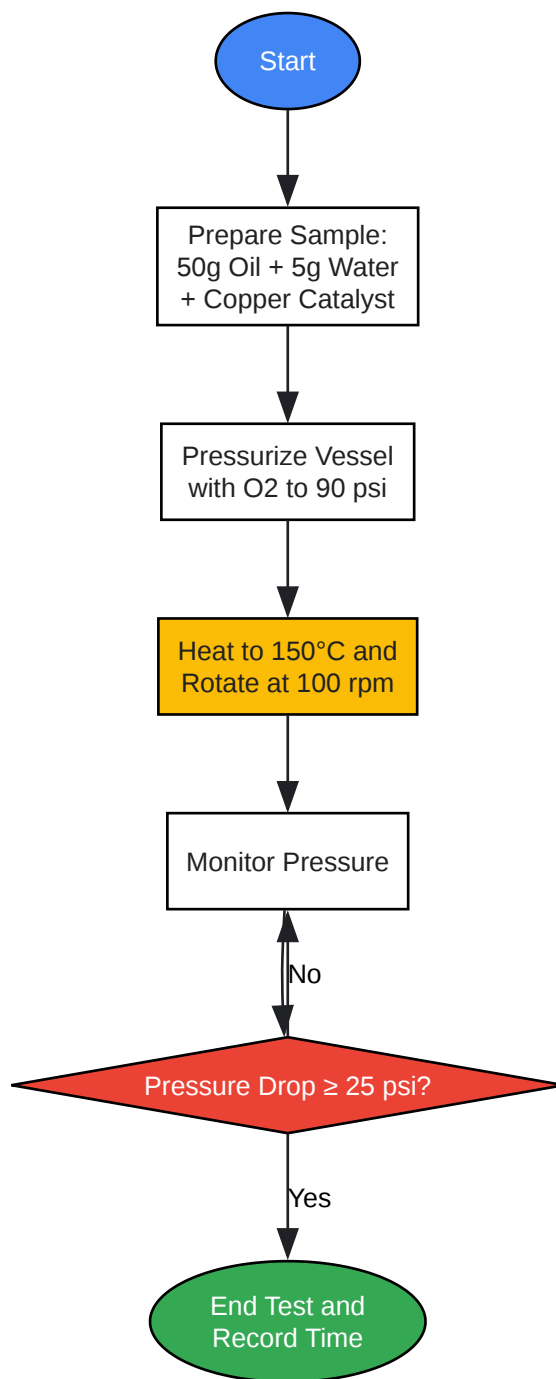 Start
Prepare Sample:
50g Oil + 5g Water
+ Copper Catalyst
Pressurize Vessel
with O2 to 90 psi
Heat to 150°C and
Rotate at 100 rpm
Monitor Pressure
No
Pressure Drop ≥ 25 psi?
Yes
End Test and
Record Time